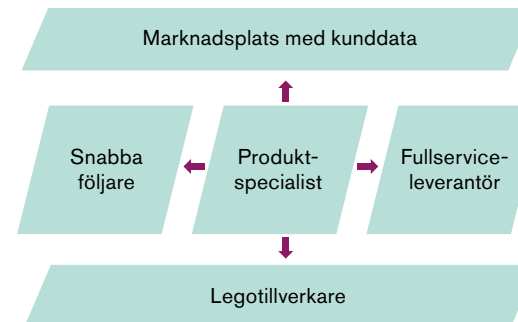 Marknadsplats med kunddata
Snabba
följare
Produkt-
specialist
Fullservice-
leverantör
Legotillverkare